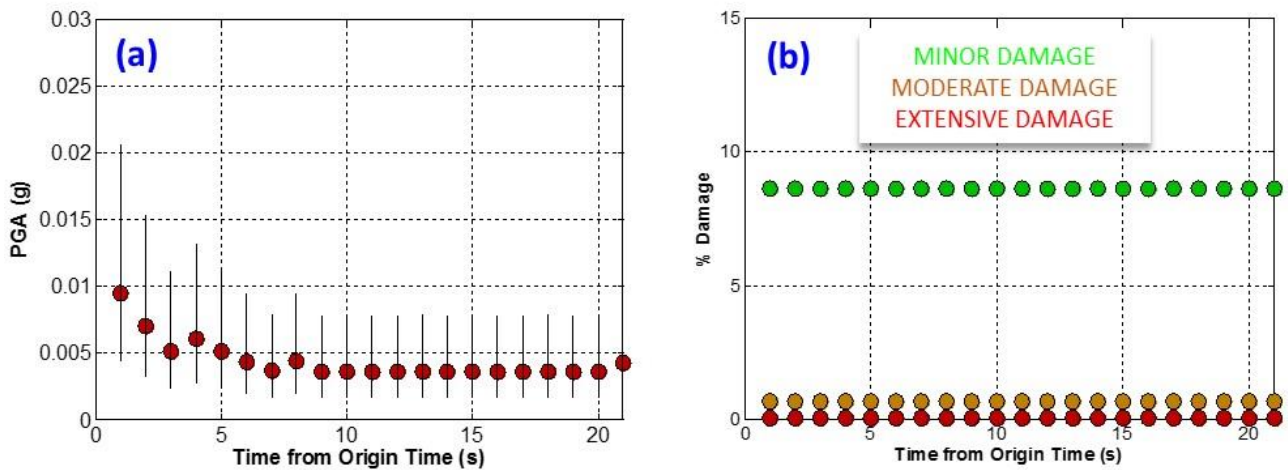 (a)
PGA (g)
0.03
0.025
0.02
0.015
0.01
0.005
0
0 5 10 15 20
Time from Origin Time (s)
(b)
MINOR DAMAGE
MODERATE DAMAGE
EXTENSIVE DAMAGE
% Damage
15
10
5
0
0 5 10 15 20
Time from Origin Time (s)